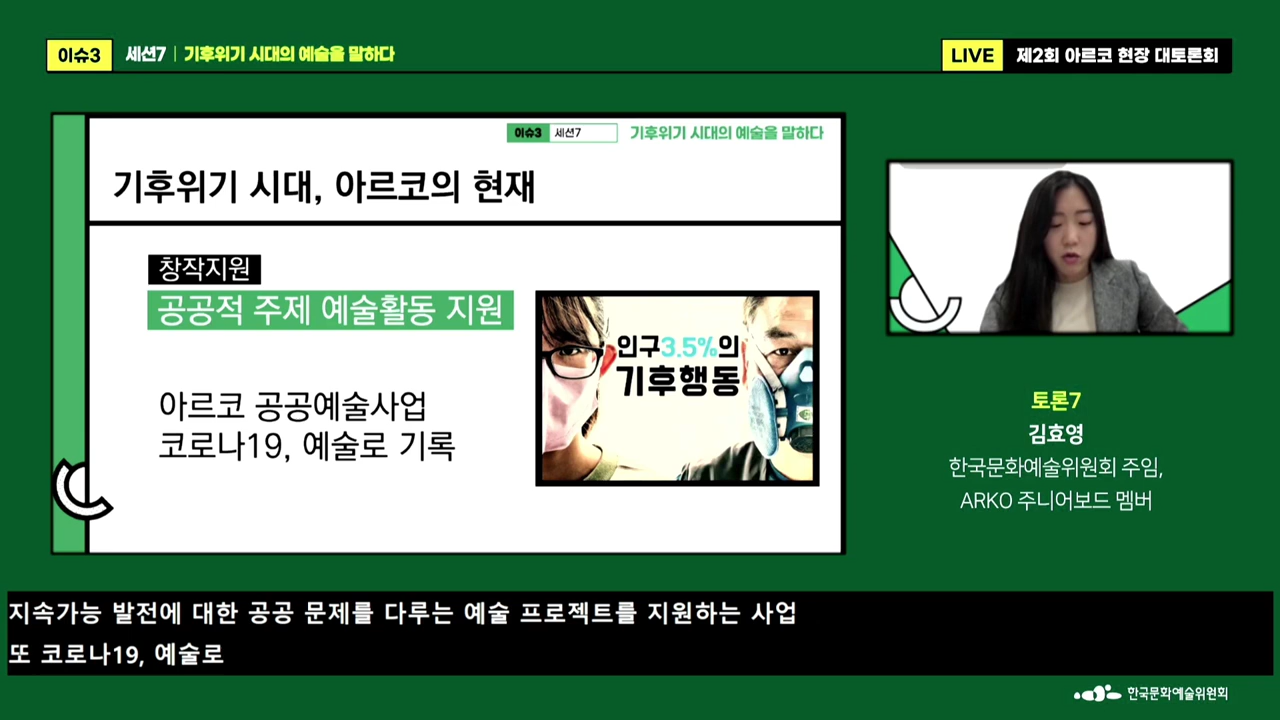 이슈3 세션7 | 기후위기 시대의 예술을 말하다
LIVE 제2회 아르코 현장 대토론회
이슈3 세션7 기후위기 시대의 예술을 말하다
기후위기 시대, 아르코의 현재
창작지원
공공적 주제 예술활동 지원
아르코 공공예술사업
코로나19, 예술로 기록
인구3.5%의
기후행동
토론7
김효영
한국문화예술위원회 주임,
ARKO 주니어보드 멤버
지속가능 발전에 대한 공공 문제를 다루는 예술 프로젝트를 지원하는 사업
또 코로나19, 예술로
한국문화예술위원회